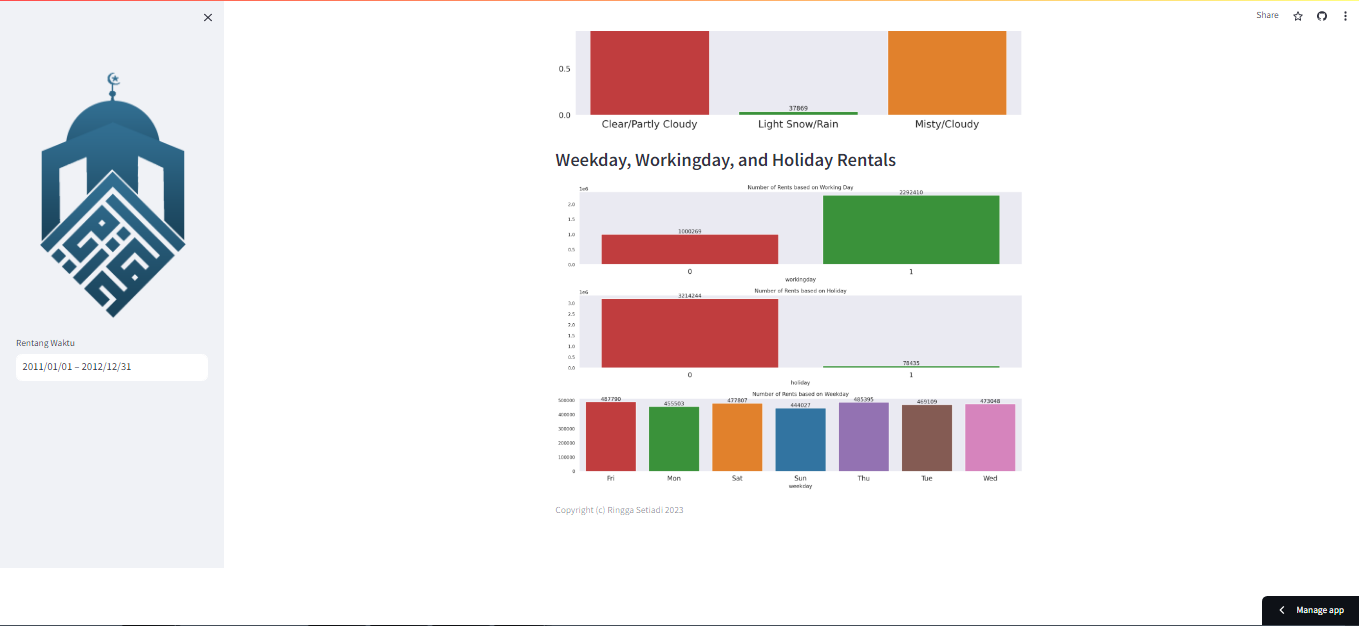 Share
Rentang Waktu
2011/01/01 – 2012/12/31
0.5
0.0
37869
Clear/Partly Cloudy Light Snow/Rain Misty/Cloudy
Weekday, Workingday, and Holiday Rentals
Number of Rents based on Working Day
1e6
2.0
1.5
1.0
0.5
0.0
1000269 2292410
0 1
workingday
Number of Rents based on Holiday
1e6
3.0
2.5
2.0
1.5
1.0
0.5
0.0
3214244 78435
0 1
holiday
Number of Rents based on Weekday
500000
400000
300000
200000
100000
0
487790 455503 477807 444027 485395 469109 473048
Fri Mon Sat Sun Thu Tue Wed
weekday
Copyright (c) Ringga Setiadi 2023
Manage app